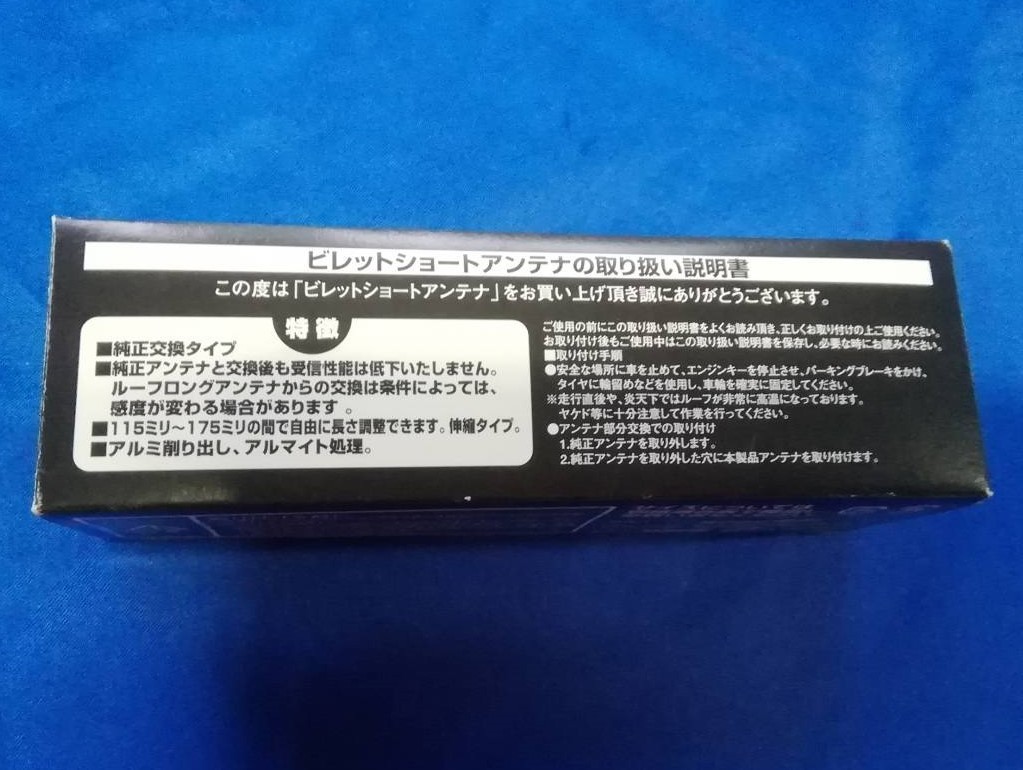 ビレットショートアンテナの取り扱い説明書
この度は「ビレットショートアンテナ」をお買い上げ頂き誠にありがとうございます。
特徴
■純正交換タイプ
■純正アンテナと交換後も受信性能は低下いたしません。
ルーフロングアンテナからの交換は条件によっては、
感度が変わる場合があります。
■115ミリ〜175ミリの間で自由に長さ調整できます。伸縮タイプ。
■アルミ削り出し、アルマイト処理。
ご使用の前にこの取り扱い説明書をよくお読み頂き、正しくお取り付けの上ご使用ください。
お取り付け後もご使用中はこの取り扱い説明書を保存し、必要な時にお読みください。
■取り付け手順
●安全な場所に車を止めて、エンジンキーを停止させ、パーキングブレーキをかけ、
タイヤに輪留めなどを使用し、車輪を確実に固定してください。
※走行直後や、炎天下ではルーフが非常に高温になっております。
ヤケド等に十分注意して作業を行ってください。
●アンテナ部分交換での取り付け
1.純正アンテナを取り外します。
2.純正アンテナを取り外した穴に本製品アンテナを取り付けます。